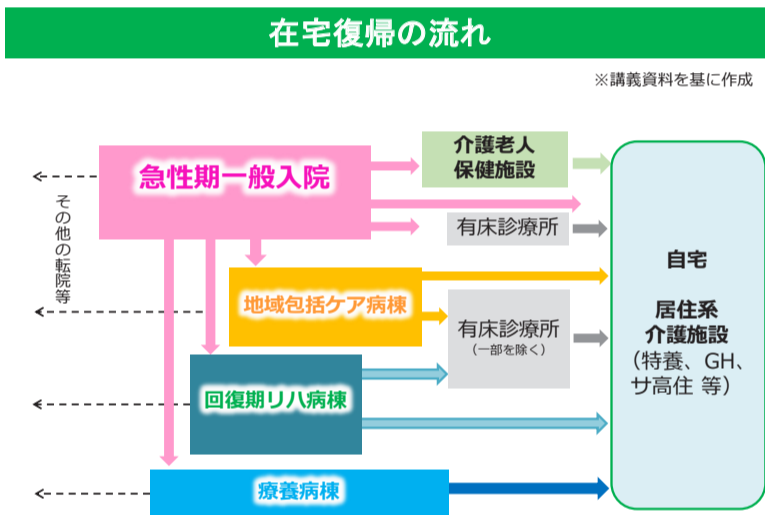 在宅復帰の流れ
※講義資料を基に作成
急性期一般入院
介護老人
保健施設
有床診療所
その他の転院等
地域包括ケア病棟
有床診療所
（一部を除く）
回復期リハ病棟
療養病棟
自宅
居住系
介護施設
（特養、GH、
サ高住 等）